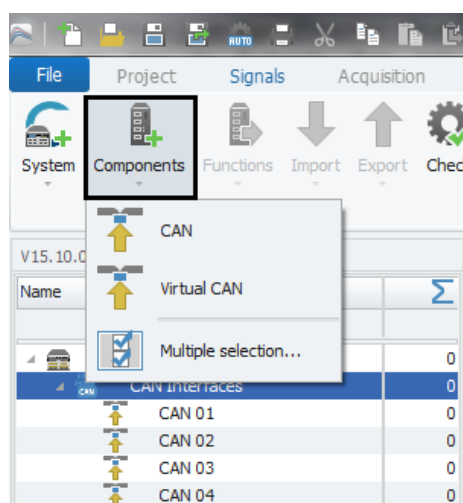 AUTO
File Project Signals Acquisition
System Components Functions Import Export Chec
CAN
V15.10.0
Virtual CAN
Name Σ
Multiple selection...
0
CAN Interfaces 0
CAN 01 0
CAN 02 0
CAN 03 0
CAN 04 0